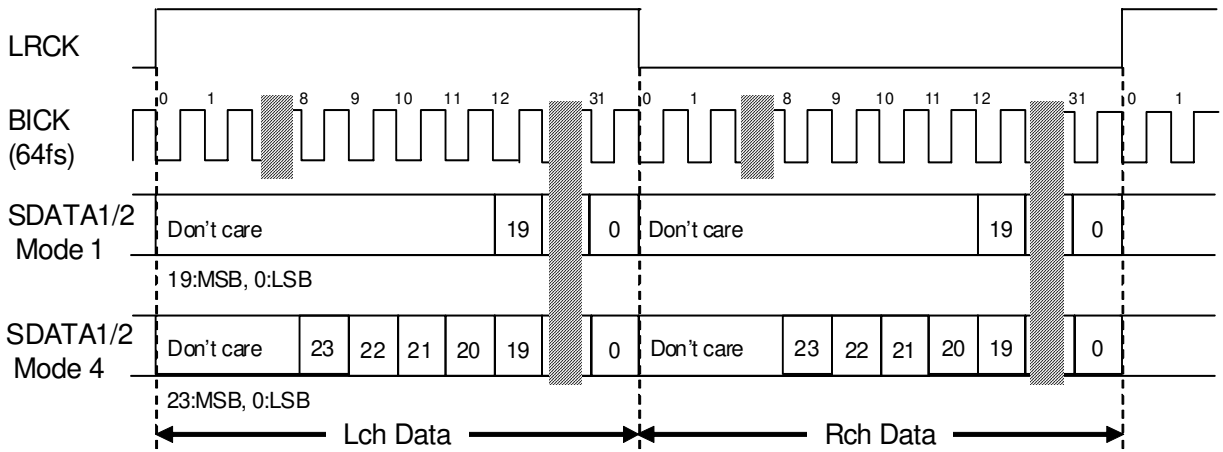 LRCK
0 1 8 9 10 11 12 31 0 1 8 9 10 11 12 31 0 1
BICK
(64fs)
SDATA1/2
Mode 1
Don't care 19 0 Don't care 19 0
19:MSB, 0:LSB
SDATA1/2
Mode 4
Don't care 23 22 21 20 19 0 Don't care 23 22 21 20 19 0
23:MSB, 0:LSB
Lch Data Rch Data